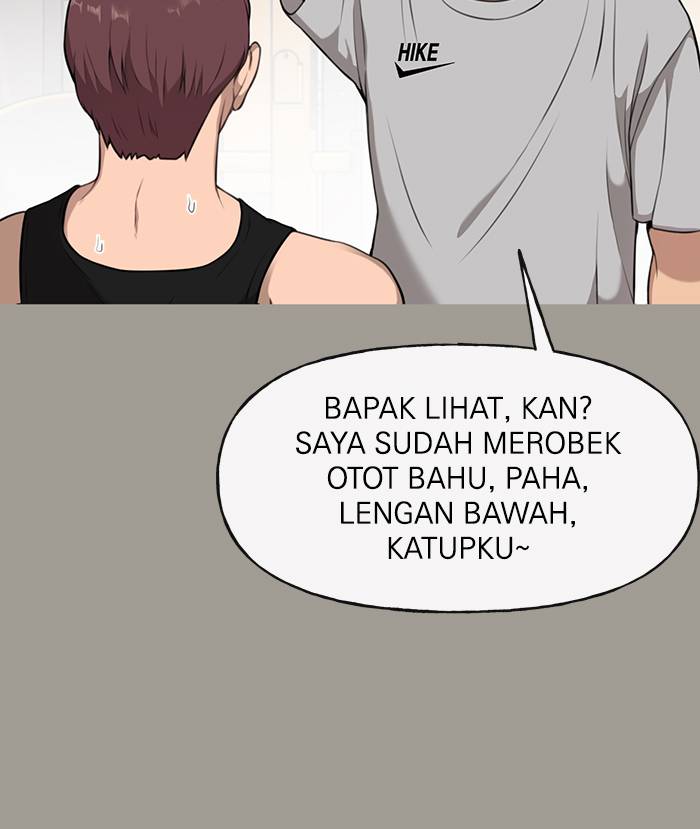 HIKE
BAPAK LIHAT, KAN?
SAYA SUDAH MEROBEK
OTOT BAHU, PAHA,
LENGAN BAWAH,
KATUPKU~